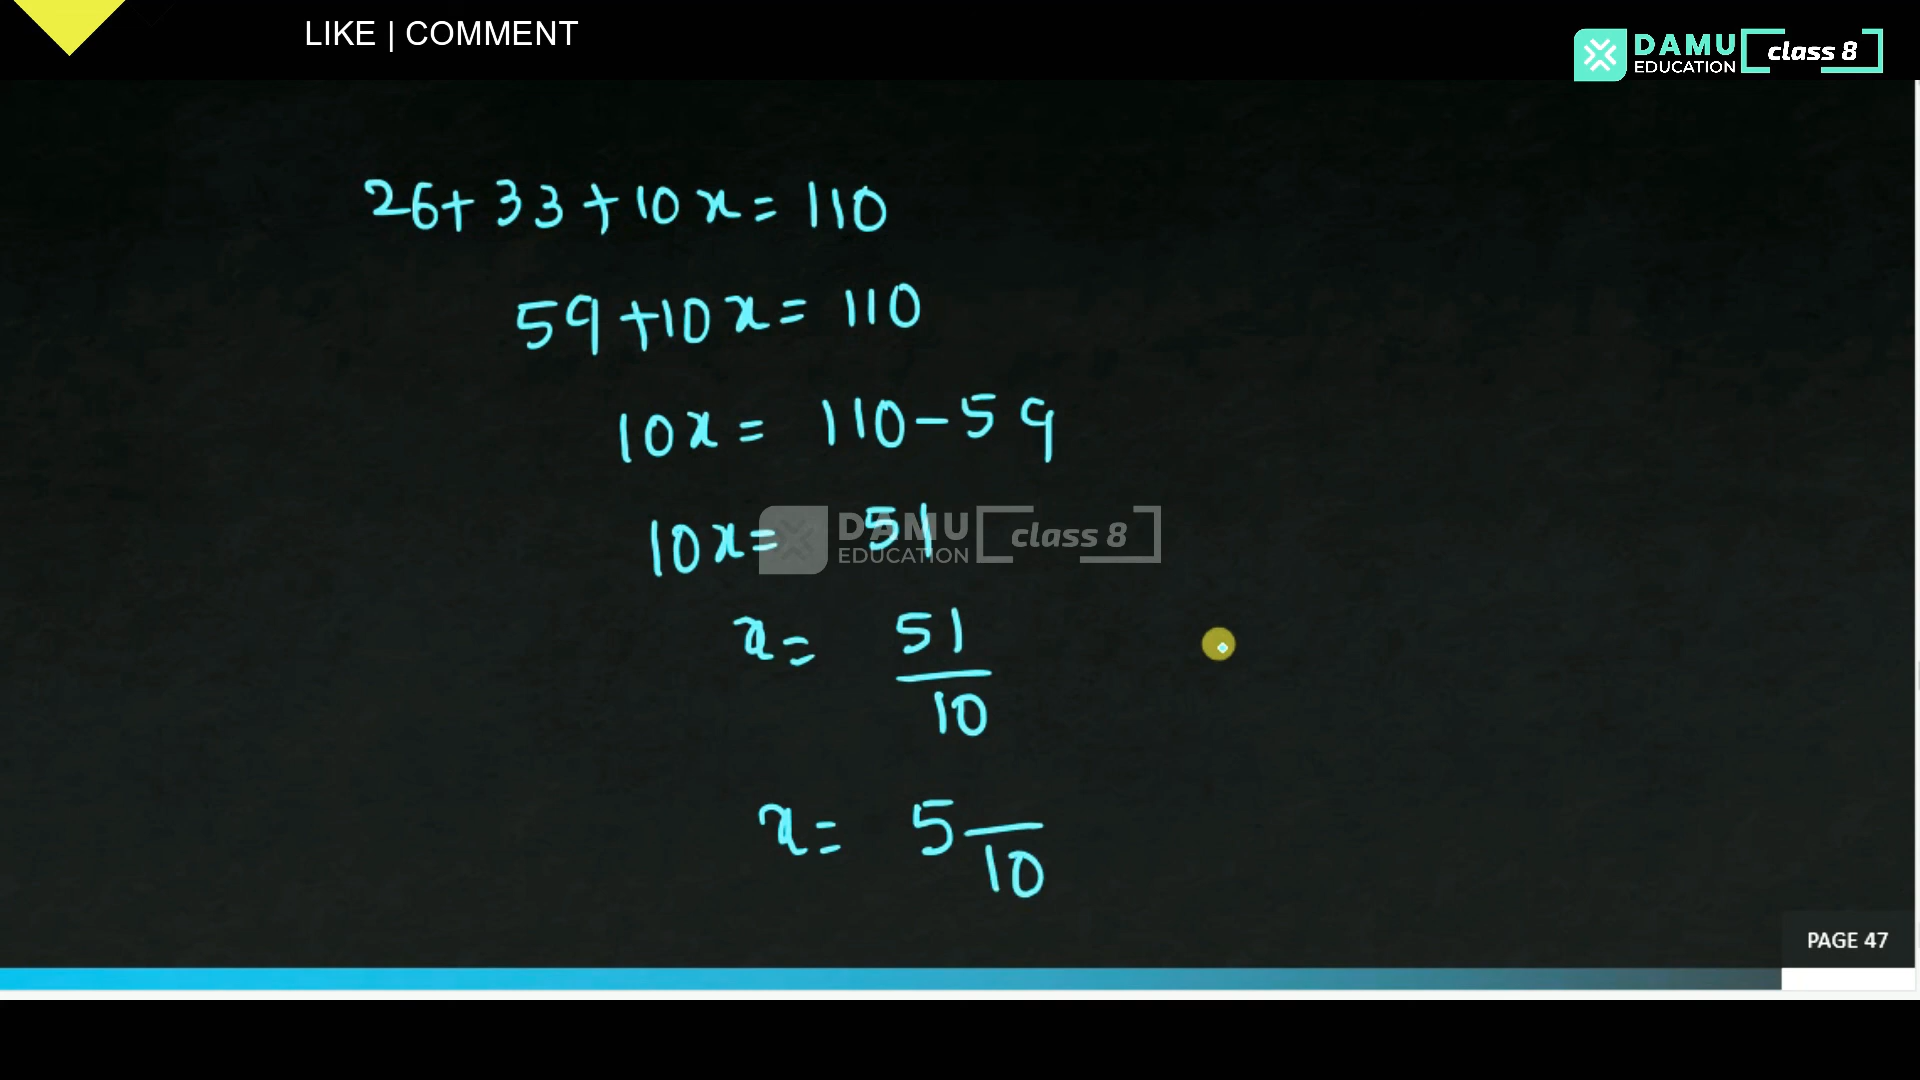 LIKE | COMMENT
DAMU EDUCATION class 8
26+33+10x=110
59+10x=110
10x=110-59
10x=51
x=51/10
x=5 /10
DAMU EDUCATION class 8
PAGE 47